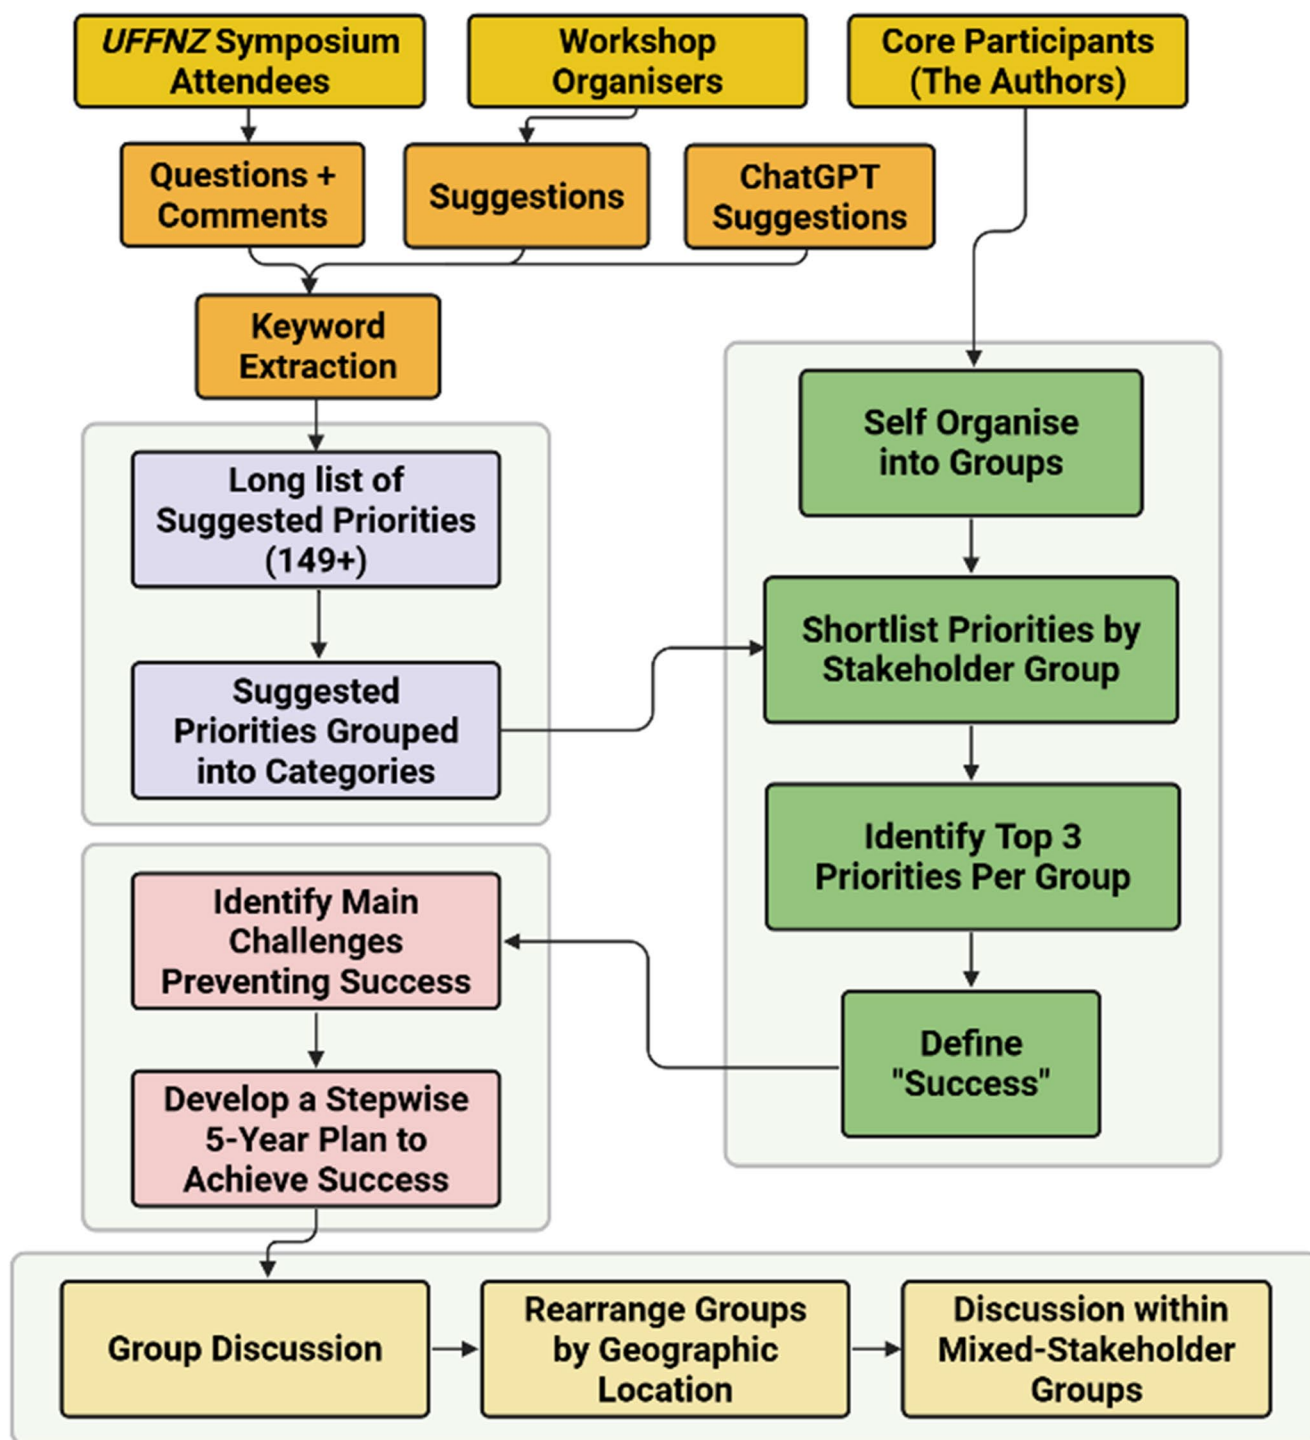 UFFNZ Symposium
Attendees
Workshop
Organisers
Core Participants
(The Authors)
Questions +
Comments
Suggestions
ChatGPT
Suggestions
Keyword
Extraction
Long list of
Suggested Priorities
(149+)
Suggested
Priorities Grouped
into Categories
Self Organise
into Groups
Shortlist Priorities by
Stakeholder Group
Identify Top 3
Priorities Per Group
Define
"Success"
Identify Main
Challenges
Preventing Success
Develop a Stepwise
5-Year Plan to
Achieve Success
Group Discussion
Rearrange Groups
by Geographic
Location
Discussion within
Mixed-Stakeholder
Groups